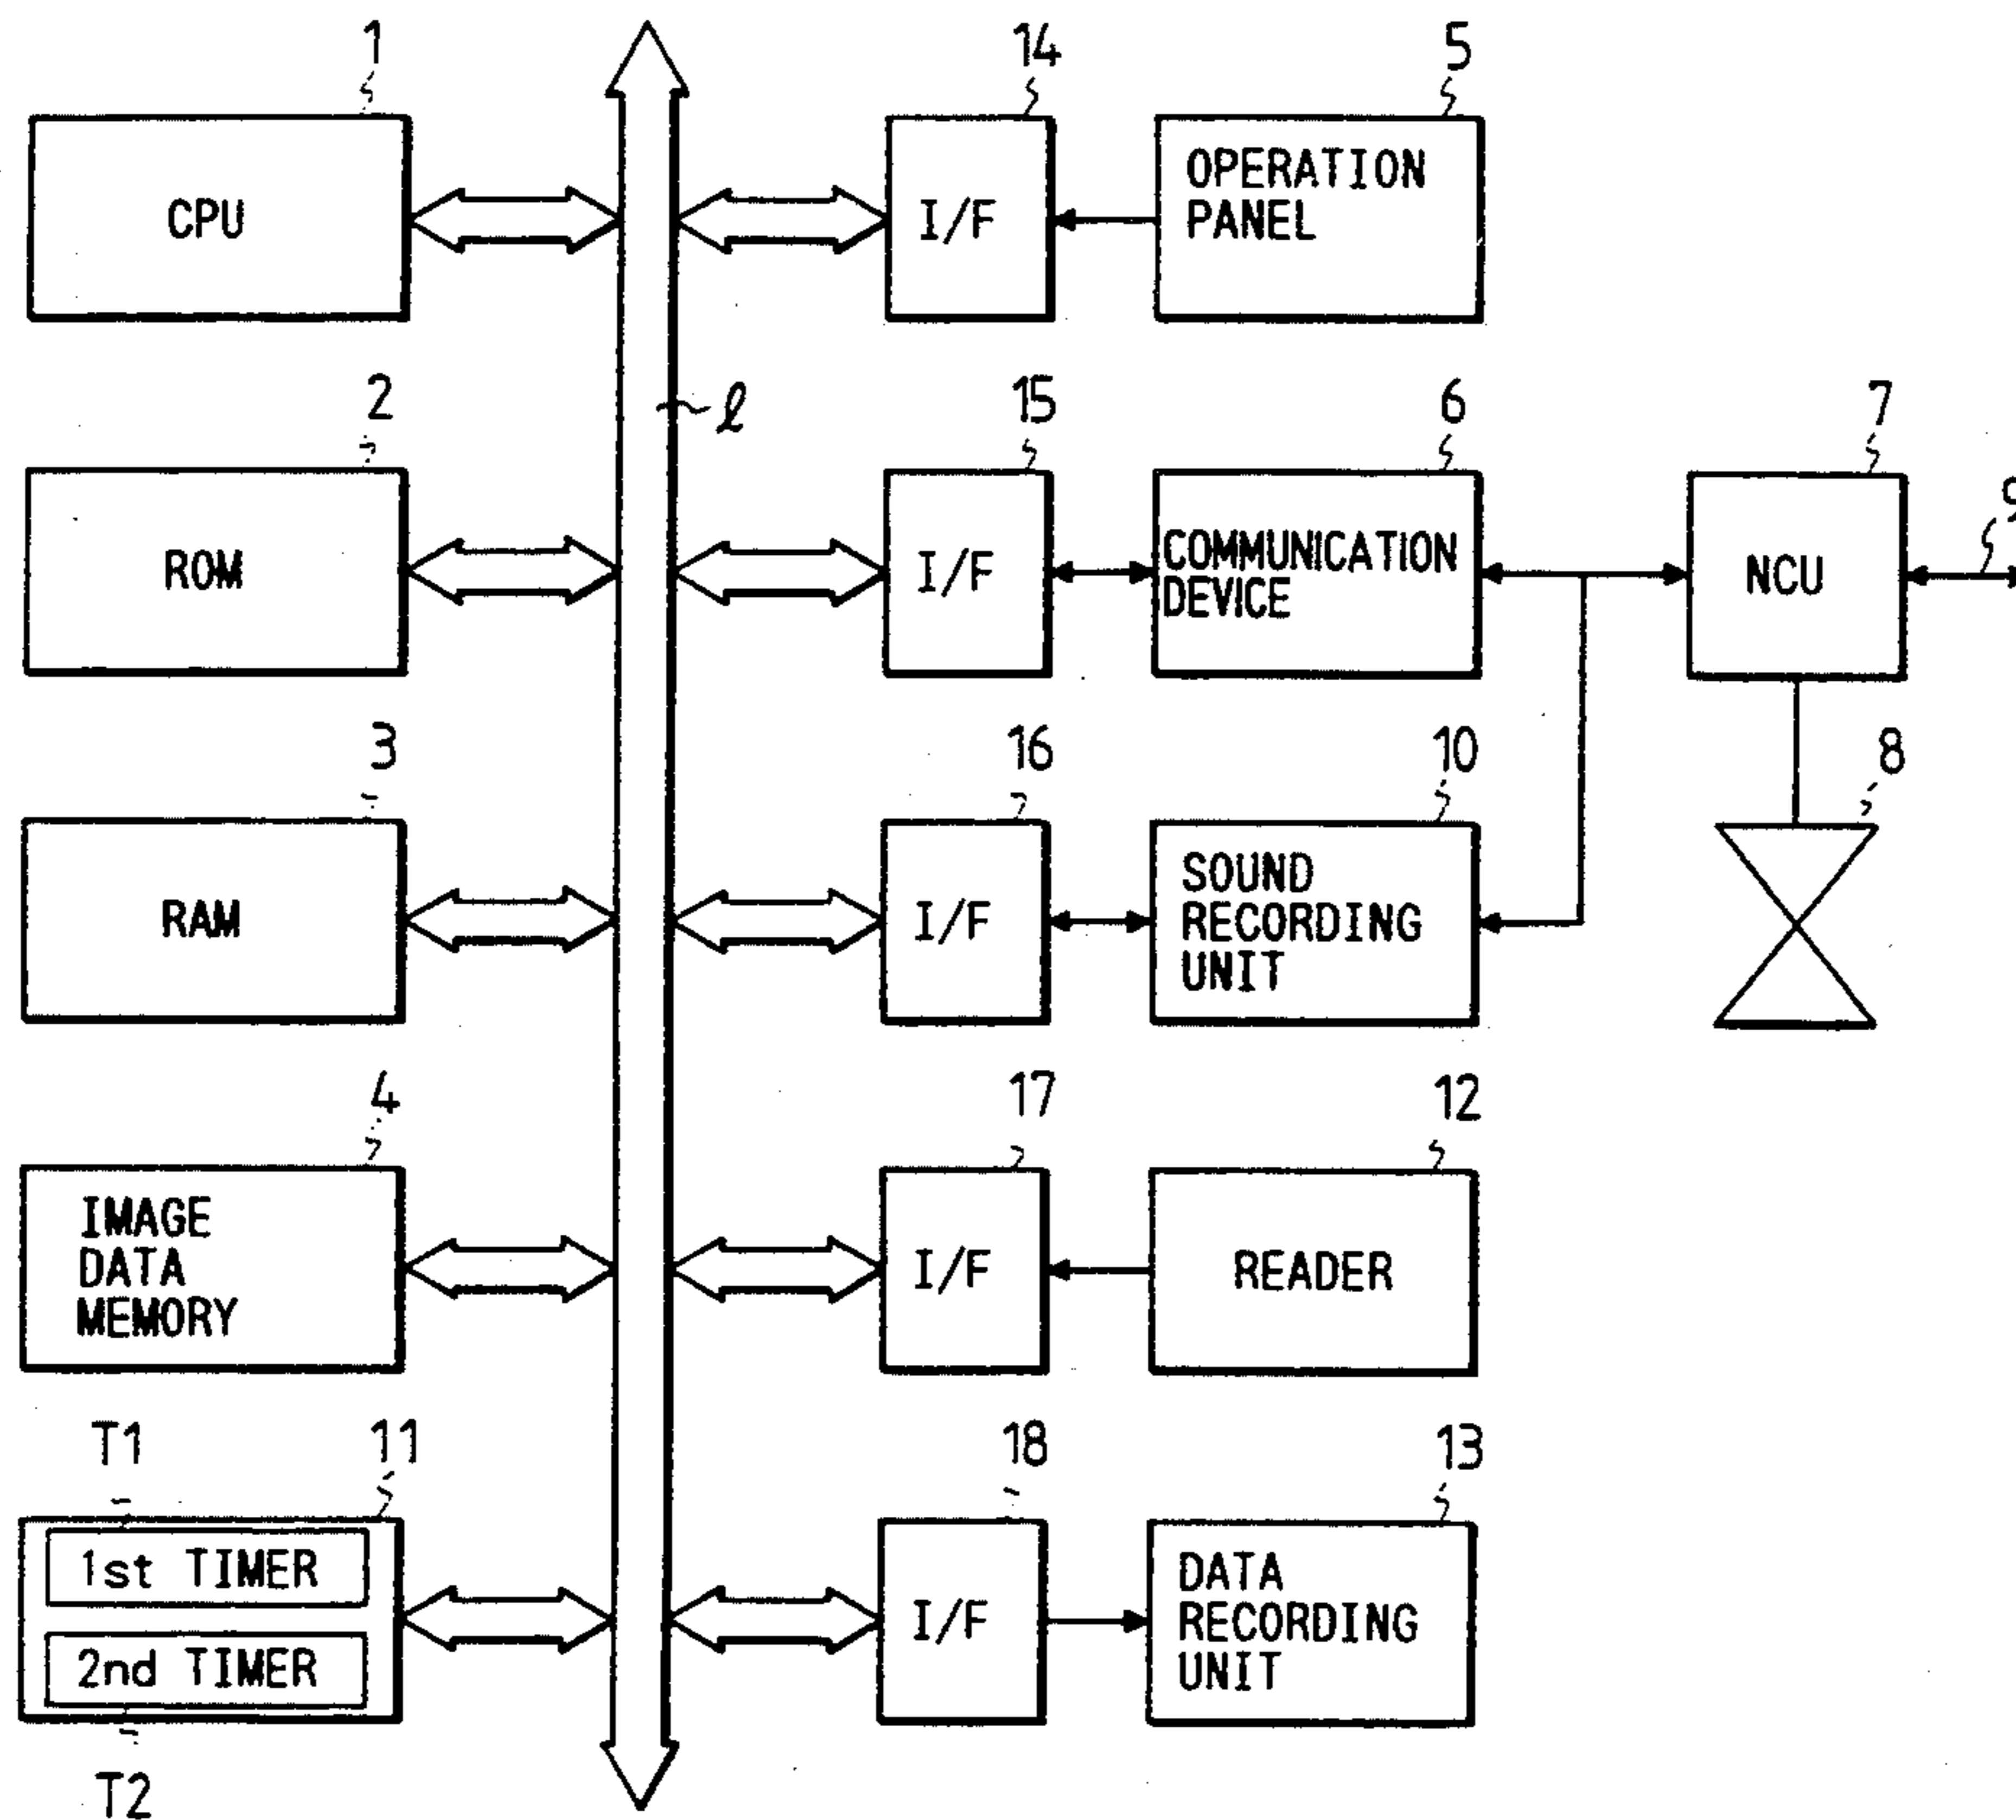 1
14
5
CPU
I/F
OPERATION
PANEL
2
ℓ
15
6
7
ROM
I/F
COMMUNICATION
DEVICE
NCU
9
3
16
10
8
RAM
I/F
SOUND
RECORDING
UNIT
4
17
12
IMAGE
DATA
MEMORY
I/F
READER
T1
11
18
13
1st TIMER
2nd TIMER
I/F
DATA
RECORDING
UNIT
T2